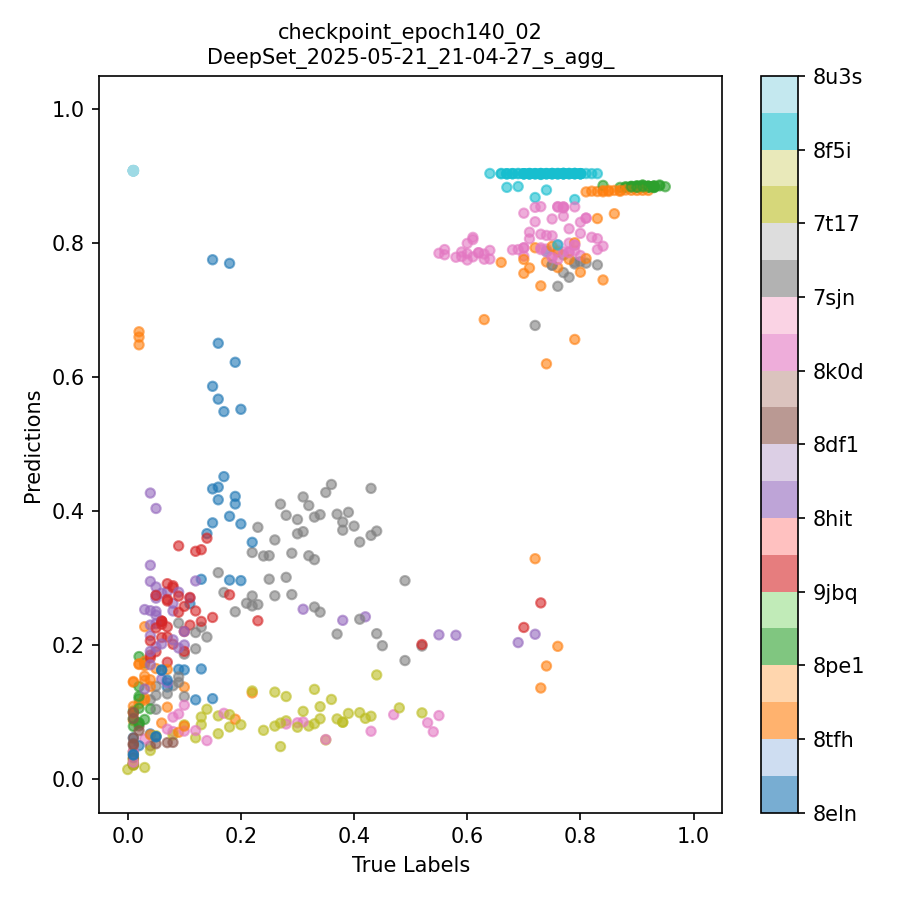 checkpoint_epoch140_02
DeepSet_2025-05-21_21-04-27_s_agg_
1.0
0.8
0.6
0.4
0.2
0.0
Predictions
0.0 0.2 0.4 0.6 0.8 1.0
True Labels
8u3s
8f5i
7t17
7sjn
8k0d
8df1
8hit
9jbq
8pe1
8tfh
8eln